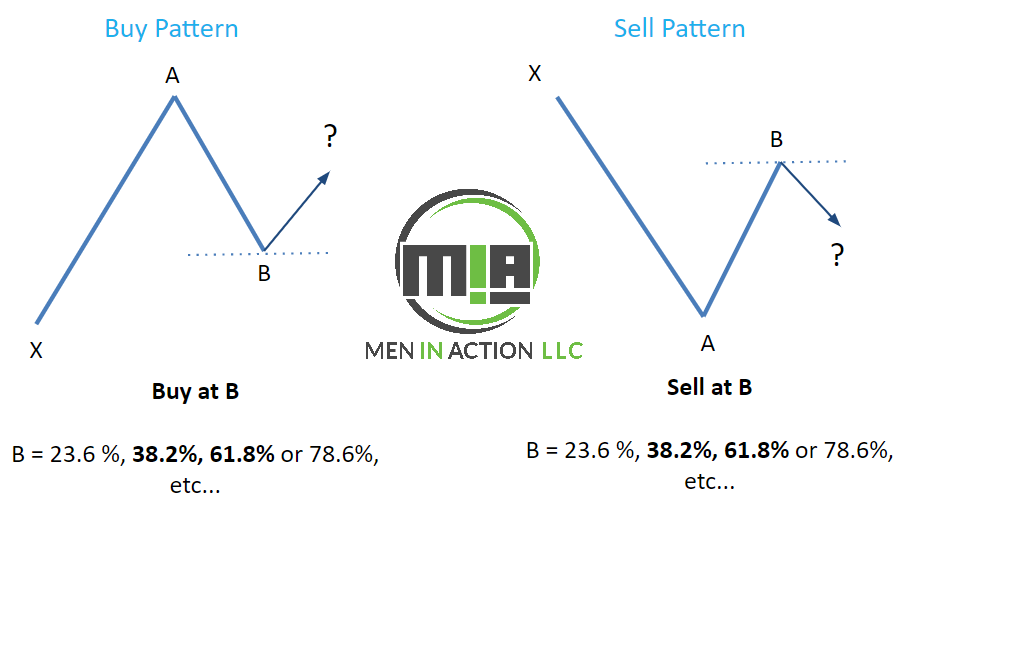 Buy Pattern
A
?
B
X
Buy at B
B = 23.6 %, 38.2%, 61.8% or 78.6%,
etc...
MIA
MEN IN ACTION LLC
Sell Pattern
X
B
?
A
Sell at B
B = 23.6 %, 38.2%, 61.8% or 78.6%,
etc...